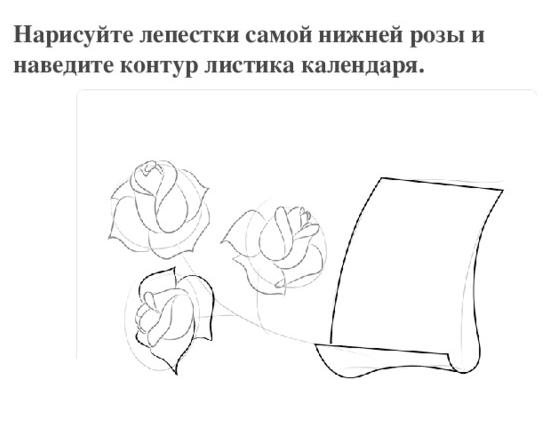 Нарисуйте лепестки самой нижней розы и
наведите контур листика календаря.